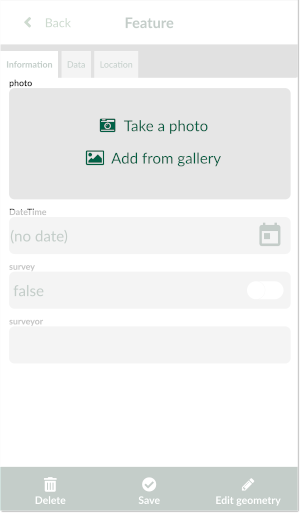 Back Feature
Information Data Location
photo
Take a photo
Add from gallery
DateTime
(no date)
survey
false
surveyor
Delete Save Edit geometry